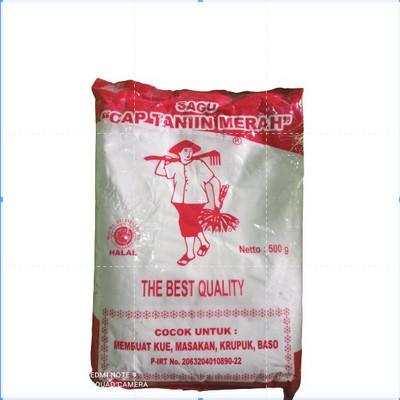 SAGU
"CAP TANIIN MERAH"
®
Netto : 500 g
HALAL
THE BEST QUALITY
COCOK UNTUK :
MEMBUAT KUE, MASAKAN, KRUPUK, BASO
P-IRT No. 2063204010890-22
EDMI NOTE 9
QUAD CAMERA